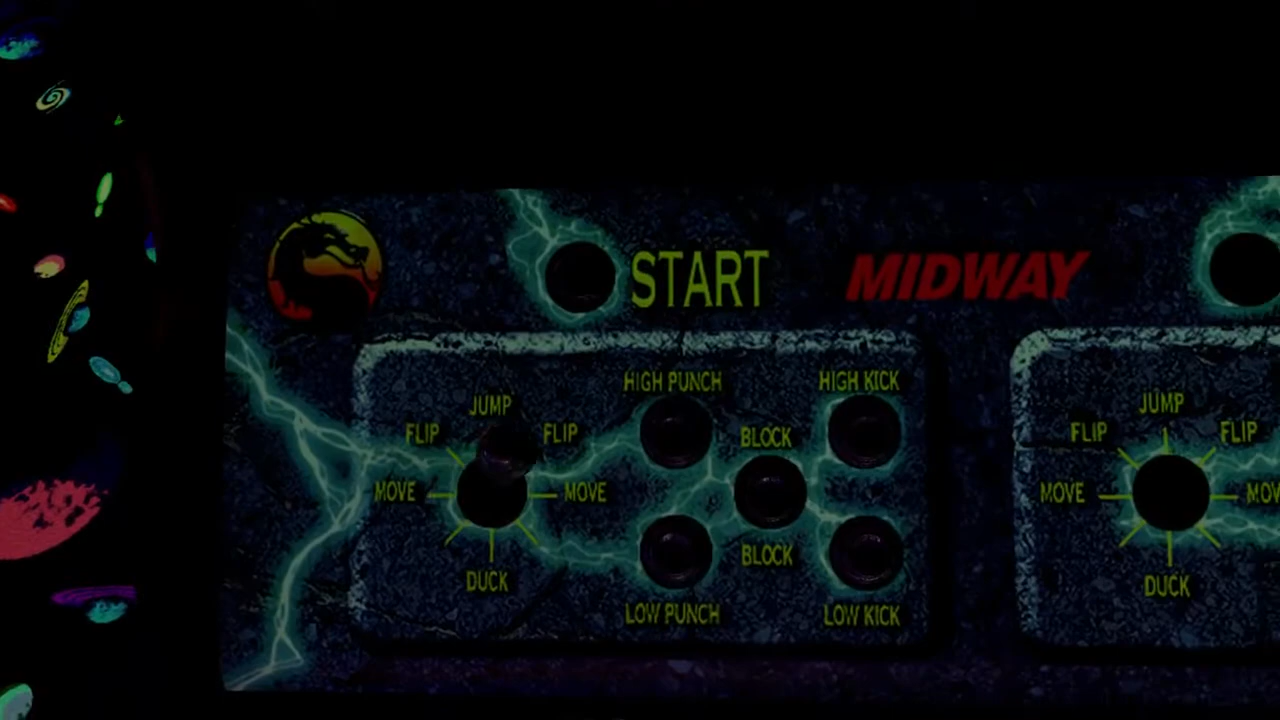 START MIDWAY
HIGH PUNCH HIGH KICK
JUMP JUMP
FLIP FLIP BLOCK FLIP FLIP
MOVE MOVE MOVE
BLOCK
DUCK DUCK
LOW PUNCH LOW KICK